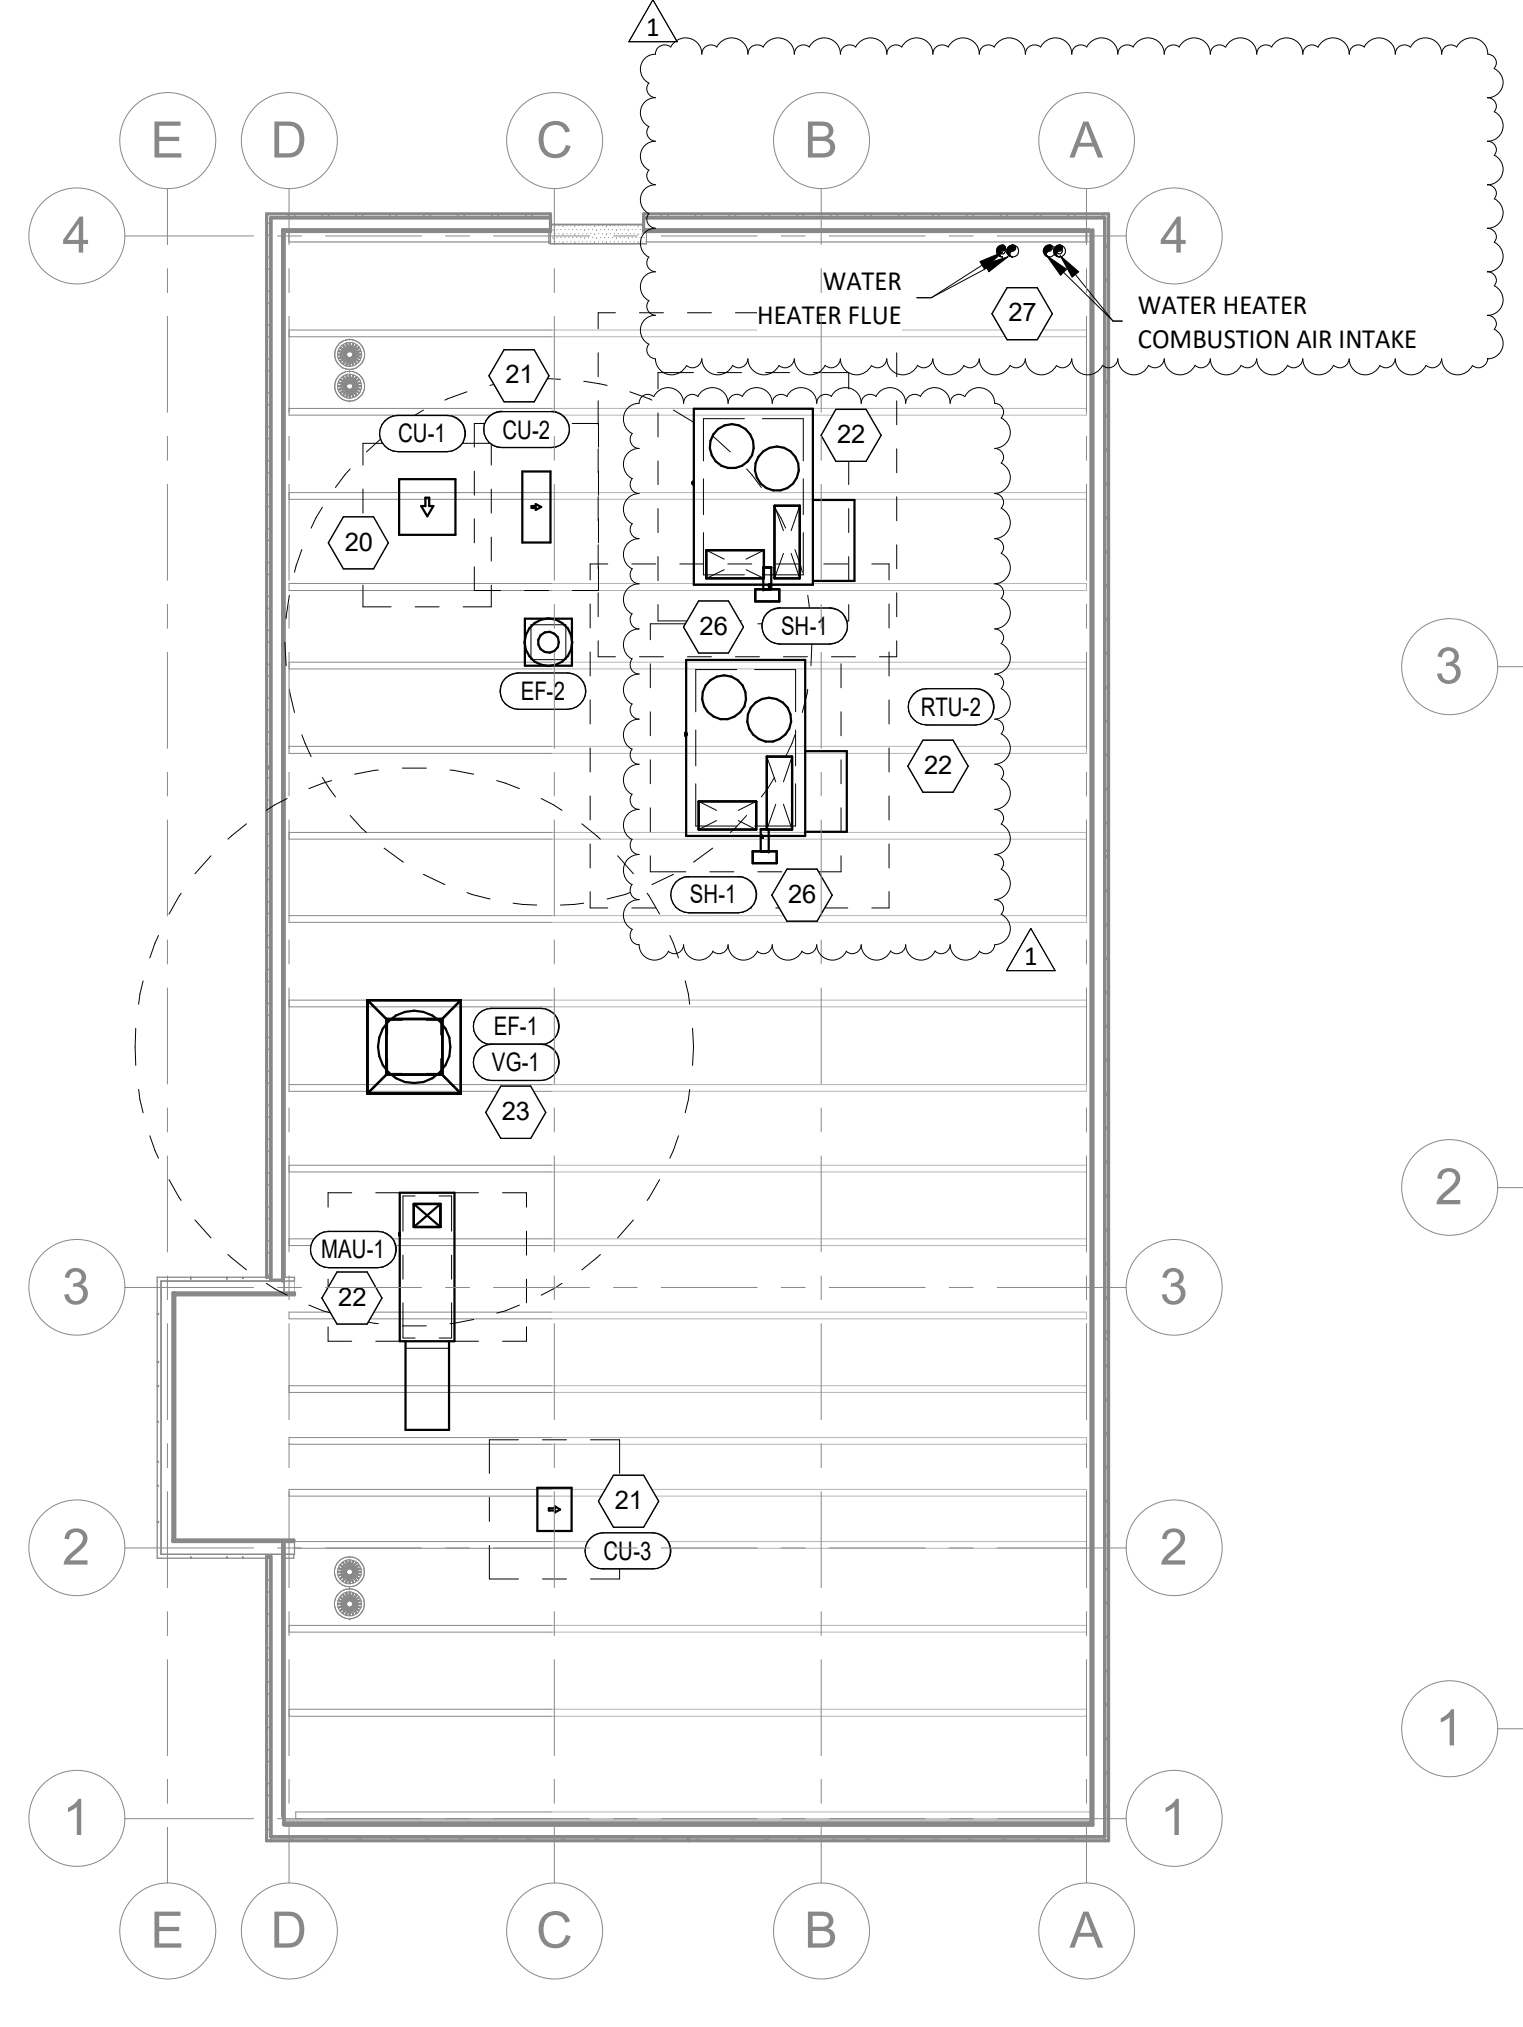 1
E
D
C
B
A
4
4
WATER
HEATER FLUE
27
WATER HEATER
COMBUSTION AIR INTAKE
21
CU-1
CU-2
22
20
26
SH-1
3
EF-2
RTU-2
22
SH-1
26
1
EF-1
VG-1
23
2
MAU-1
22
3
3
21
CU-3
2
2
1
1
1
E
D
C
B
A